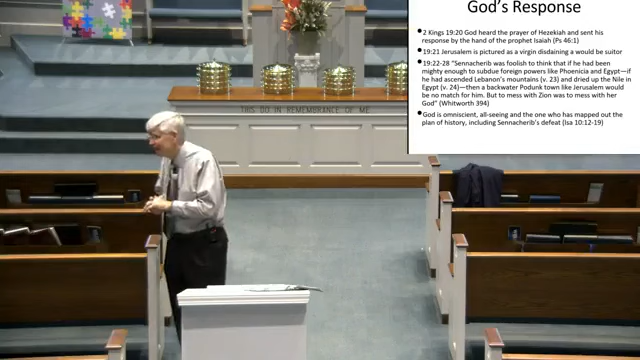 God's Response
•2 Kings 19:20 God heard the prayer of Hezekiah and sent his
response by the hand of the prophet Isaiah (Ps 46:1)
•19:21 Jerusalem is pictured as a virgin disdaining a would be suitor
•19:22-28 "Sennacherib was foolish to think that if he had been
mighty enough to subdue foreign powers like Phoenicia and Egypt—if
he had ascended Lebanon's mountains (v. 23) and dried up the Nile in
Egypt (v. 24)—then a backwater Podunk town like Jerusalem would
be no match for him. But to mess with Zion was to mess with her
God" (Whitworth 394)
•God is omniscient, all-seeing and the one who has mapped out the
plan of history, including Sennacherib's defeat (Isa 10:12-19)
THIS DO IN REMEMBRANCE OF ME